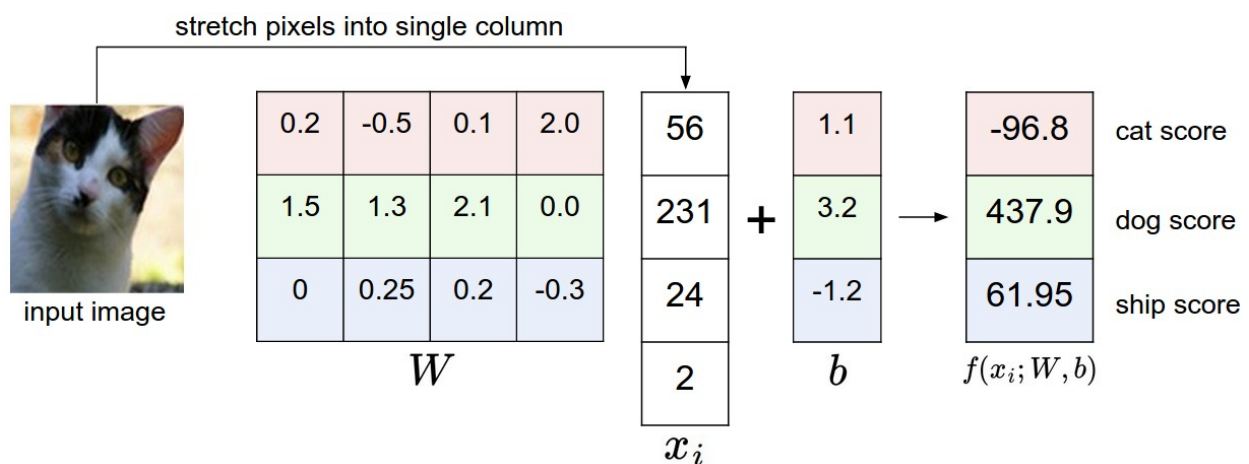 stretch pixels into single column
0.2 -0.5 0.1 2.0 56 1.1 -96.8 cat score
1.5 1.3 2.1 0.0 231 + 3.2 437.9 dog score
0 0.25 0.2 -0.3 24 -1.2 61.95 ship score
input image
W 2 b f(x_i; W, b)
x_i